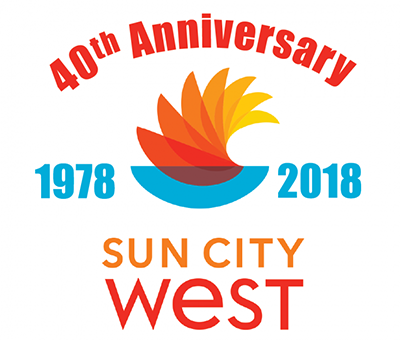 40th Anniversary
1978 2018
SUN CITY
WeST